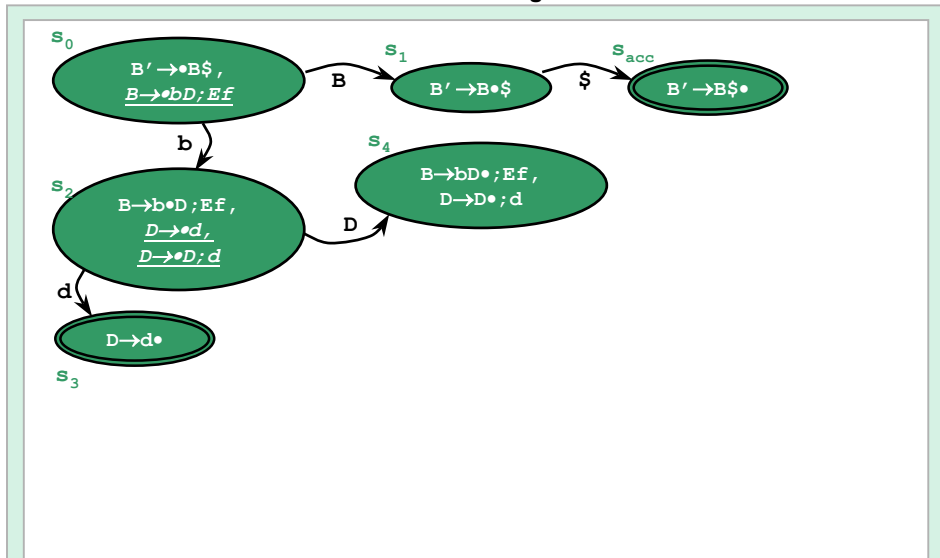 s0
B′→•B$,
B→•bD;Ef
B
s1
B′→B•$
$
sacc
B′→B$•
b
s2
B→b•D;Ef,
D→•d,
D→•D;d
D
s4
B→bD•;Ef,
D→D•;d
d
D→d•
s3